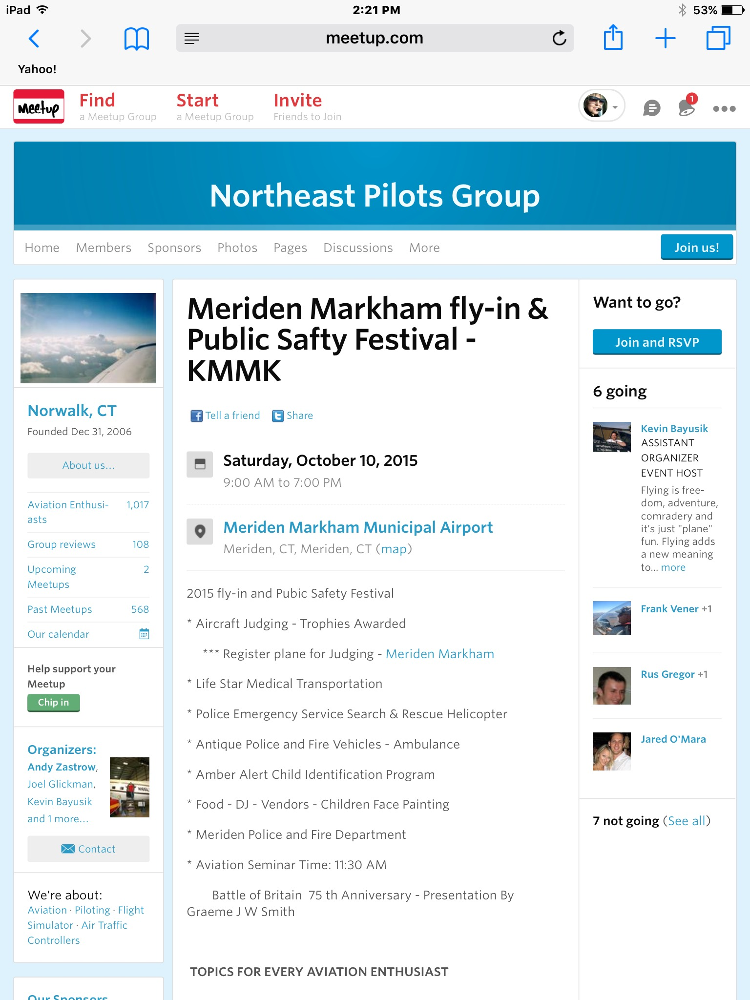 iPad
2:21 PM
53%
meetup.com
Yahoo!
Meetup
Find
a Meetup Group
Start
a Meetup Group
Invite
Friends to Join
1
Northeast Pilots Group
Home Members Sponsors Photos Pages Discussions More
Join us!
Norwalk, CT
Founded Dec 31, 2006
About us...
Aviation Enthusi- 1,017
asts
Group reviews 108
Upcoming 2
Meetups
Past Meetups 568
Our calendar
Help support your
Meetup
Chip in
Organizers:
Andy Zastrow,
Joel Glickman,
Kevin Bayusik
and 1 more...
Contact
We're about:
Aviation · Piloting · Flight
Simulator · Air Traffic
Controllers
Our Sponsors
Meriden Markham fly-in &
Public Safty Festival -
KMMK
Tell a friend Share
Saturday, October 10, 2015
9:00 AM to 7:00 PM
Meriden Markham Municipal Airport
Meriden, CT, Meriden, CT (map)
2015 fly-in and Pubic Safety Festival
* Aircraft Judging - Trophies Awarded
*** Register plane for Judging - Meriden Markham
* Life Star Medical Transportation
* Police Emergency Service Search & Rescue Helicopter
* Antique Police and Fire Vehicles - Ambulance
* Amber Alert Child Identification Program
* Food - DJ - Vendors - Children Face Painting
* Meriden Police and Fire Department
* Aviation Seminar Time: 11:30 AM
Battle of Britain 75 th Anniversary - Presentation By
Graeme J W Smith
TOPICS FOR EVERY AVIATION ENTHUSIAST
Want to go?
Join and RSVP
6 going
Kevin Bayusik
ASSISTANT
ORGANIZER
EVENT HOST
Flying is free-
dom, adventure,
comradery and
it's just "plane"
fun. Flying adds
a new meaning
to... more
Frank Vener +1
Rus Gregor +1
Jared O'Mara
7 not going (See all)